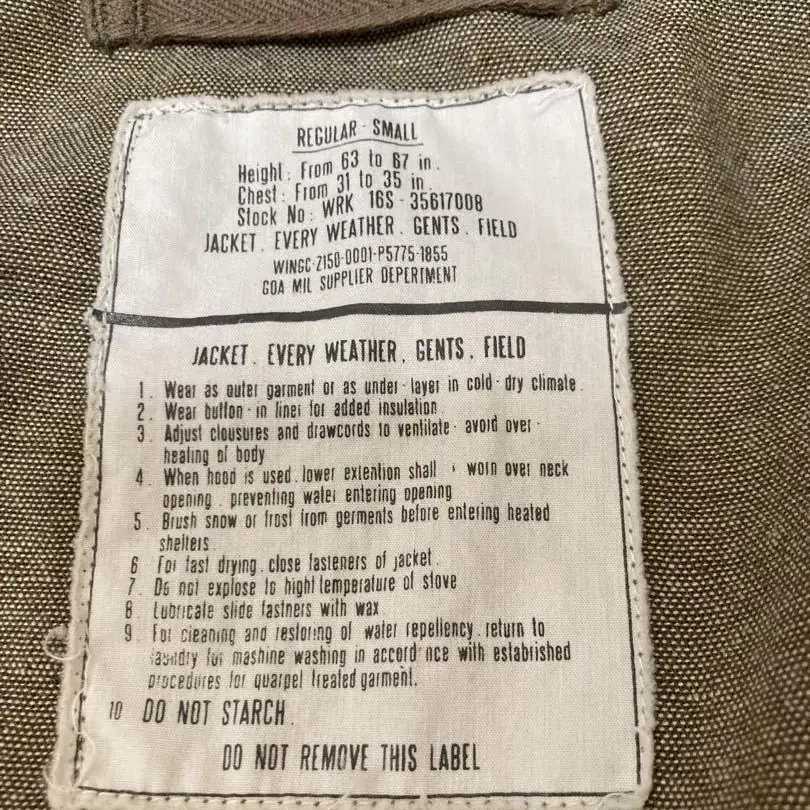 REGULAR - SMALL
Height : From 63 to 67 in.
Chest : From 31 to 35 in.
Stock No : WRK 16S - 35617008
JACKET . EVERY WEATHER . GENTS . FIELD
WINGC-2150-0001-P5775-1855
GOA MIL SUPPLIER DEPERTMENT
JACKET . EVERY WEATHER , GENTS . FIELD
1. Wear as outer garment or as under - layer in cold - dry climate .
2. Wear button - in liner for added insulation
3. Adjust clousures and drawcords to ventilate - avoid over -
healing of body
4. When hood is used . lower extention shall worn over neck
opening . preventing water entering opening
5. Brush snow or frost from germents before entering heated
shelters .
6 For fast drying . close fasteners of jacket .
7. Do not explose to hight temperature of stove
8 Lubricate slide fastners with wax
9 For cleaning and restoring of water repellency . return to
laundry for mashine washing in accord nce with established
procedures for quarpel treated garment.
10 DO NOT STARCH .
DO NOT REMOVE THIS LABEL